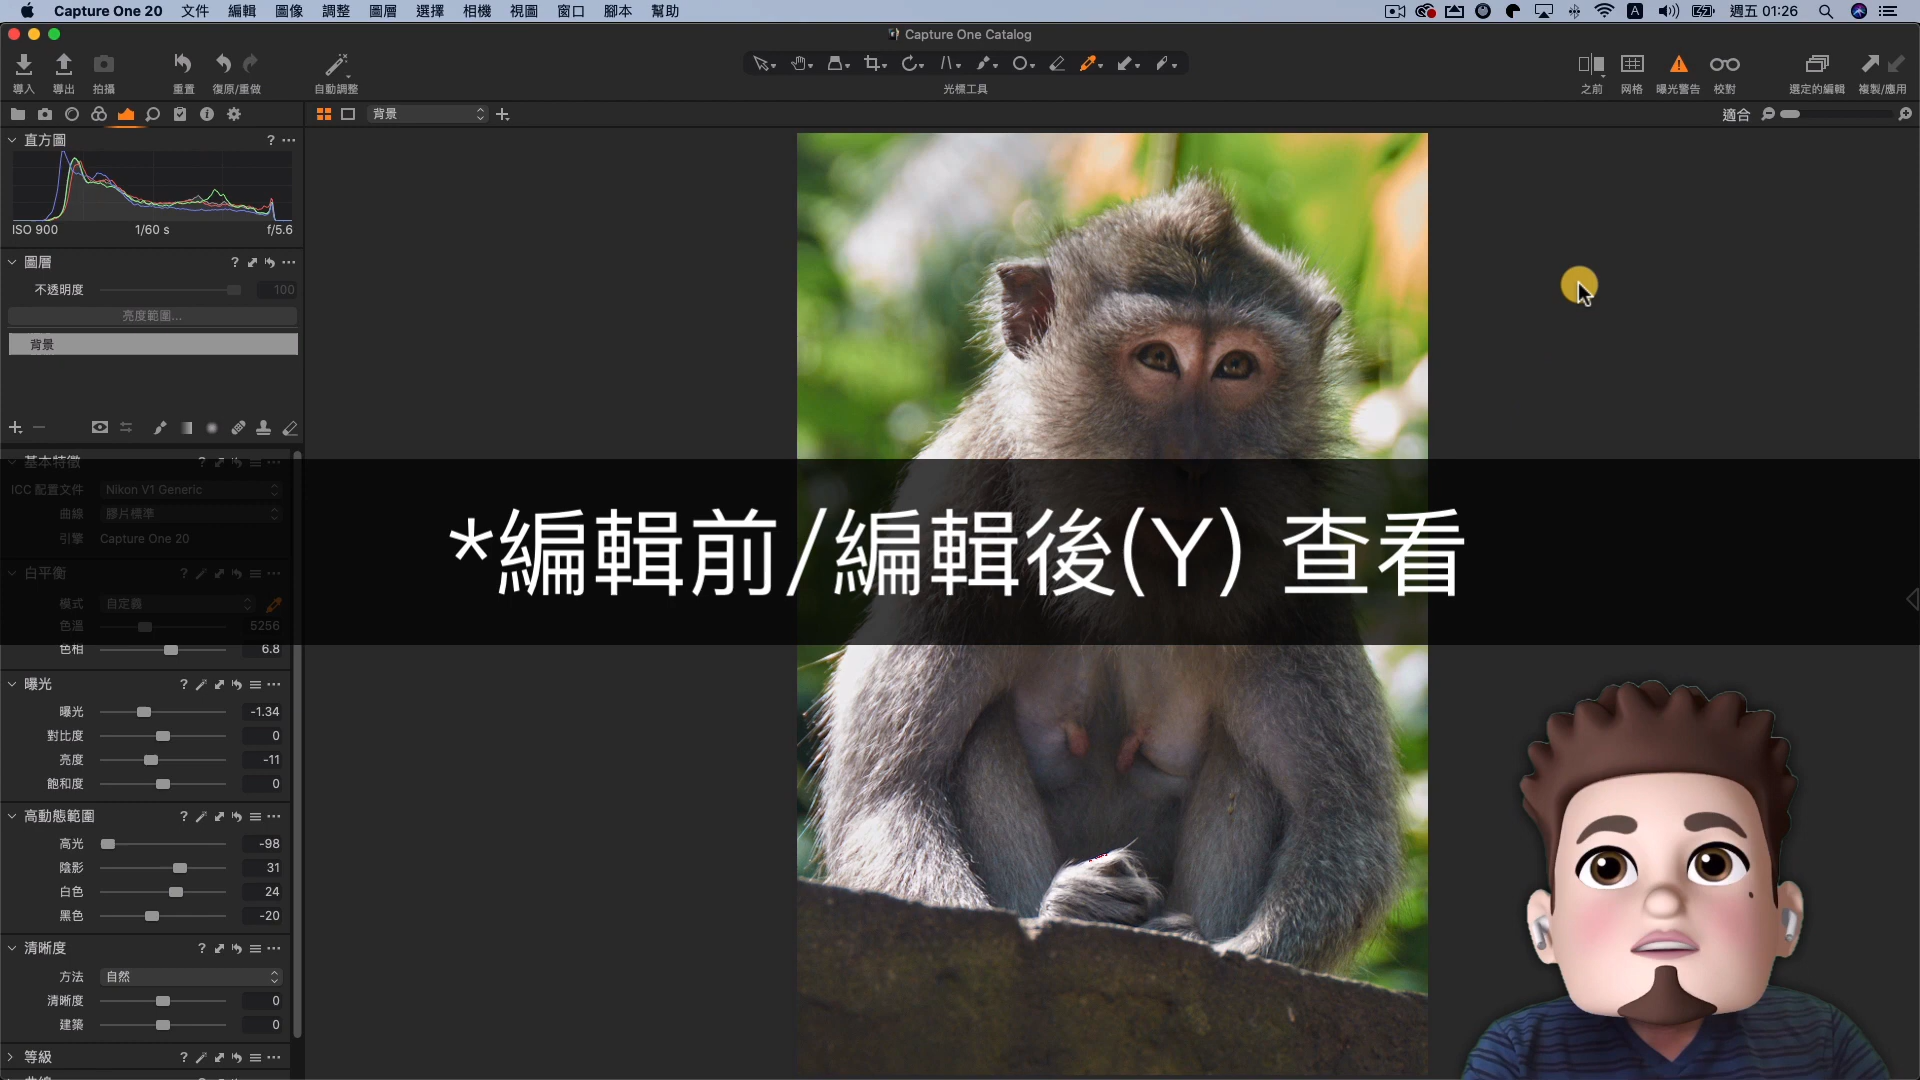 Capture One 20 文件 編輯 圖像 調整 圖層 選擇 相機 視圖 窗口 腳本 幫助
A 週五 01:26
Capture One Catalog
導入 導出 拍攝 重置 復原/重做 自動調整 光標工具 之前 网格 曝光警告 校對 選定的編輯 複製/應用
背景
適合
直方圖 ? ...
ISO 900 1/60 s f/5.6
圖層 ? ...
不透明度 100
亮度範圍...
背景
基本特徵 ? ...
ICC 配置文件 Nikon V1 Generic
曲線 膠片標準
引擎 Capture One 20
*編輯前/編輯後(Y) 查看
白平衡 ? ...
模式 自定義
色溫 5256
色相 6.8
曝光 ? ...
曝光 -1.34
對比度 0
亮度 -11
飽和度 0
高動態範圍 ? ...
高光 -98
陰影 31
白色 24
黑色 -20
清晰度 ? ...
方法 自然
清晰度 0
建築 0
等級 ? ...